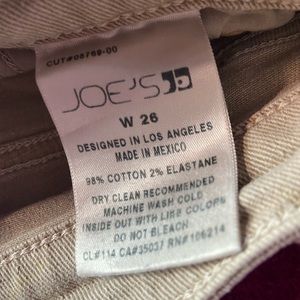 CUT#08769-00
JOE'S
W 26
DESIGNED IN LOS ANGELES
MADE IN MEXICO
98% COTTON 2% ELASTANE
DRY CLEAN RECOMMENDED
MACHINE WASH COLD
INSIDE OUT WITH LIKE COLORS
DO NOT BLEACH
CL#114 CA#35037 RN#106214